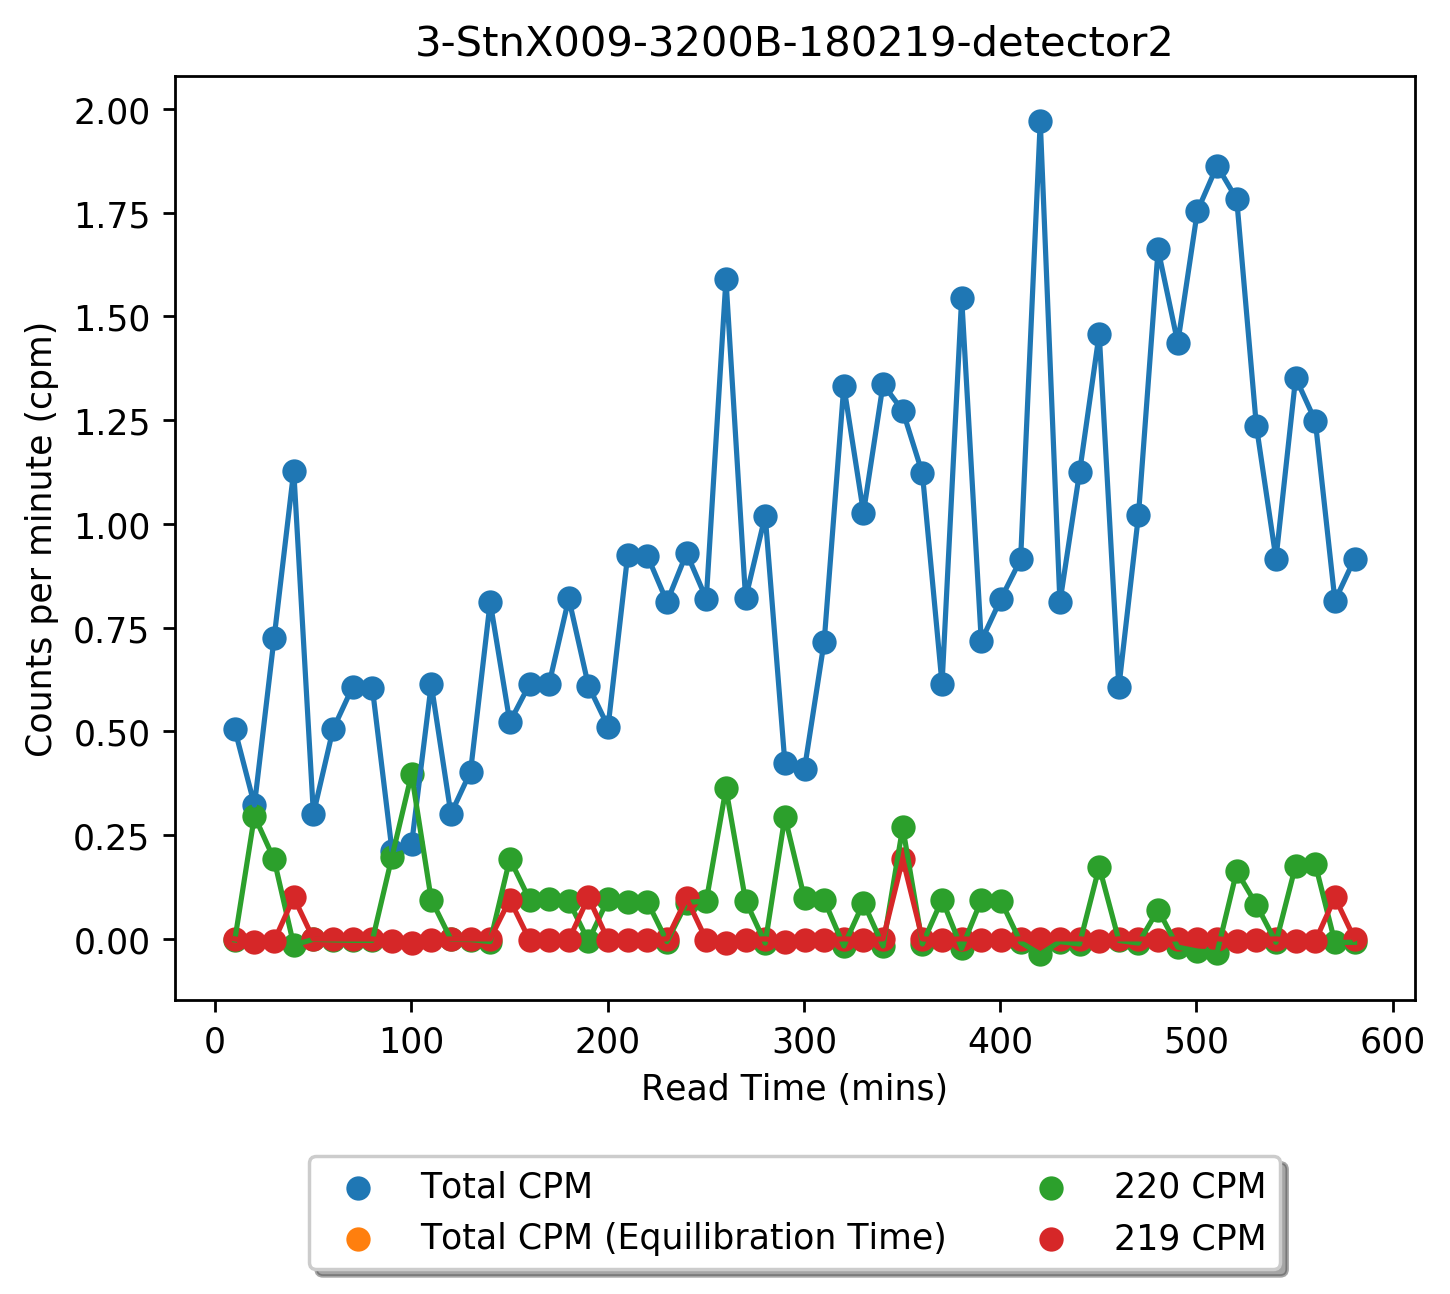 3-StnX009-3200B-180219-detector2
Counts per minute (cpm)
2.00
1.75
1.50
1.25
1.00
0.75
0.50
0.25
0.00
0 100 200 300 400 500 600
Read Time (mins)
Total CPM
Total CPM (Equilibration Time)
220 CPM
219 CPM